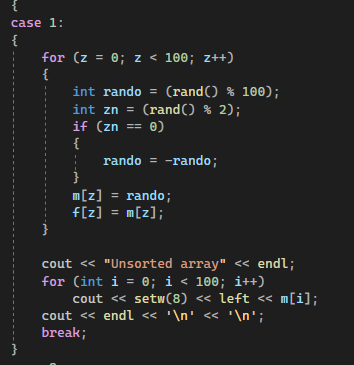 {
case 1:
{
for (z = 0; z < 100; z++)
{
int rando = (rand() % 100);
int zn = (rand() % 2);
if (zn == 0)
{
rando = -rando;
}
m[z] = rando;
f[z] = m[z];
}
cout << "Unsorted array" << endl;
for (int i = 0; i < 100; i++)
cout << setw(8) << left << m[i];
cout << endl << '\n' << '\n';
break;
}